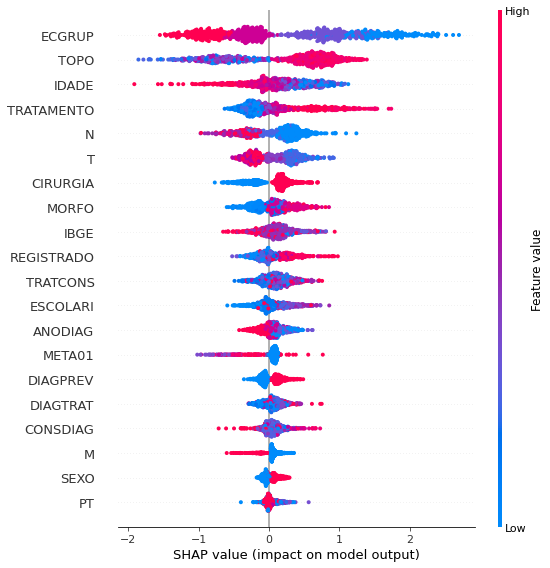 High
ECGRUP
TOPO
IDADE
TRATAMENTO
N
T
CIRURGIA
MORFO
IBGE
REGISTRADO
TRATCONS
ESCOLARI
ANODIAG
META01
DIAGPREV
DIAGTRAT
CONSDIAG
M
SEXO
PT
Feature value
Low
−2 −1 0 1 2
SHAP value (impact on model output)